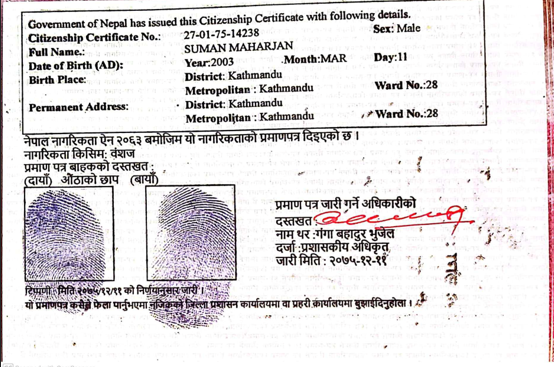 Government of Nepal has issued this Citizenship Certificate with following details.
Citizenship Certificate No.: 27-01-75-14238 Sex: Male
Full Name.: SUMAN MAHARJAN
Date of Birth (AD): Year:2003 Month:MAR Day:11
Birth Place: District: Kathmandu
Metropolitan : Kathmandu Ward No.:28
Permanent Address: District: Kathmandu
Metropolitan : Kathmandu Ward No.:28
नेपाल नागरिकता ऐन २०६३ बमोजिम यो नागरिकताको प्रमाणपत्र दिइएको छ ।
नागरिकता किसिम: वंशज
प्रमाण पत्र बाहकको दस्तखत :
(दायाँ) औंठाको छाप (बायाँ)
प्रमाण पत्र जारी गर्ने अधिकारीको
दस्तखत
नाम थर :गंगा बहादुर भुजेल
दर्जा :प्रशासकीय अधिकृत
जारी मिति : २०७५-१२-११
टिप्पणी : मिति २०७५/१२/११ को निर्णयानुसार जारी ।
यो प्रमाणपत्र कसैले फेला पार्नुभएमा नजिकको जिल्ला प्रशासन कार्यालयमा वा प्रहरी कार्यालयमा बुझाईदिनुहोला ।